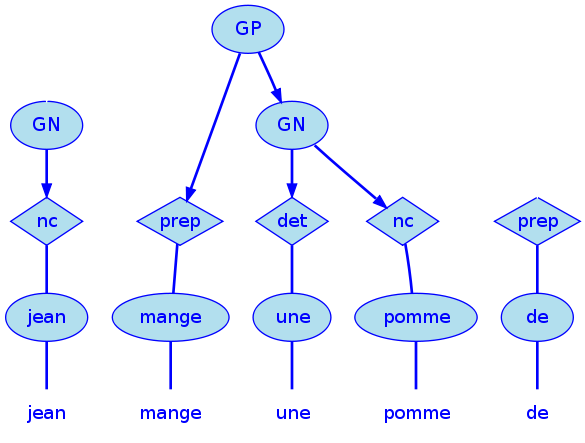 GP
GN GN
nc prep det nc prep
jean mange une pomme de
jean mange une pomme de